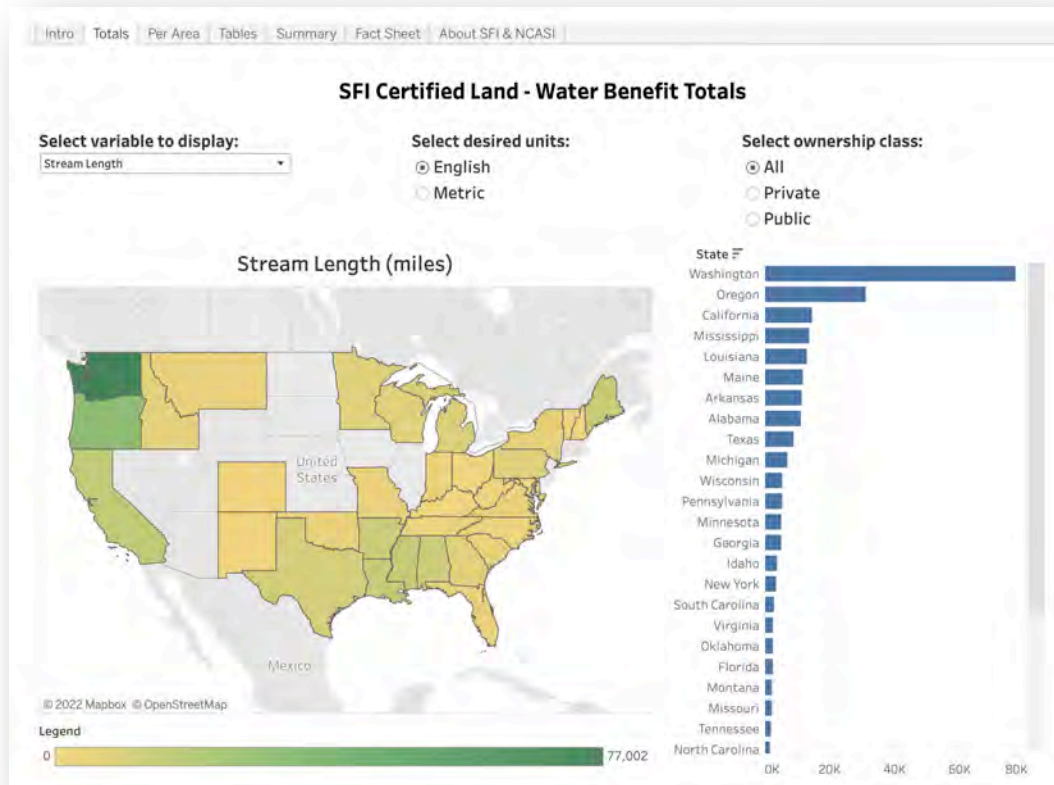 Intro Totals Per Area Tables Summary Fact Sheet About SFI & NCASI
SFI Certified Land - Water Benefit Totals
Select variable to display:
Stream Length
Select desired units:
English
Metric
Select ownership class:
All
Private
Public
Stream Length (miles)
United
States
Mexico
© 2022 Mapbox © OpenStreetMap
Legend
0 77,002
State
Washington
Oregon
California
Mississippi
Louisiana
Maine
Arkansas
Alabama
Texas
Michigan
Wisconsin
Pennsylvania
Minnesota
Georgia
Idaho
New York
South Carolina
Virginia
Oklahoma
Florida
Montana
Missouri
Tennessee
North Carolina
0K 20K 40K 60K 80K